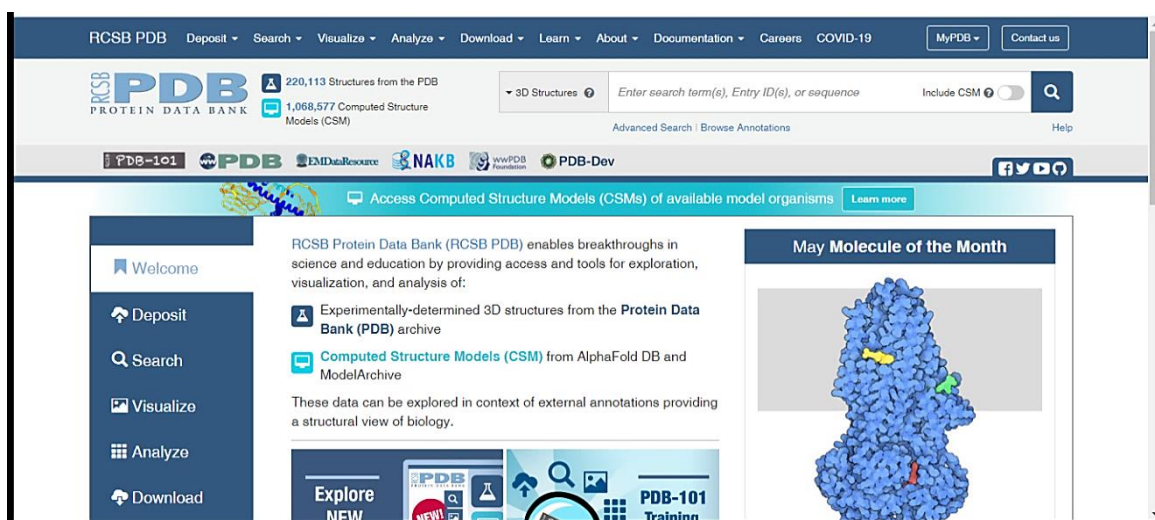 RCSB PDB Deposit Search Visualize Analyze Download Learn About Documentation Careers COVID-19 MyPDB Contact us
RCSB PDB
PROTEIN DATA BANK
220,113 Structures from the PDB
1,068,577 Computed Structure
Models (CSM)
3D Structures Enter search term(s), Entry ID(s), or sequence Include CSM
Advanced Search | Browse Annotations Help
PDB-101 PDB EMDataResource NAKB wwPDB Foundation PDB-Dev
Access Computed Structure Models (CSMs) of available model organisms Learn more
Welcome
Deposit
Search
Visualize
Analyze
Download
RCSB Protein Data Bank (RCSB PDB) enables breakthroughs in
science and education by providing access and tools for exploration,
visualization, and analysis of:
Experimentally-determined 3D structures from the Protein Data
Bank (PDB) archive
Computed Structure Models (CSM) from AlphaFold DB and
ModelArchive
These data can be explored in context of external annotations providing
a structural view of biology.
Explore
NEW
PDB
NEW!
PDB-101
Training
May Molecule of the Month